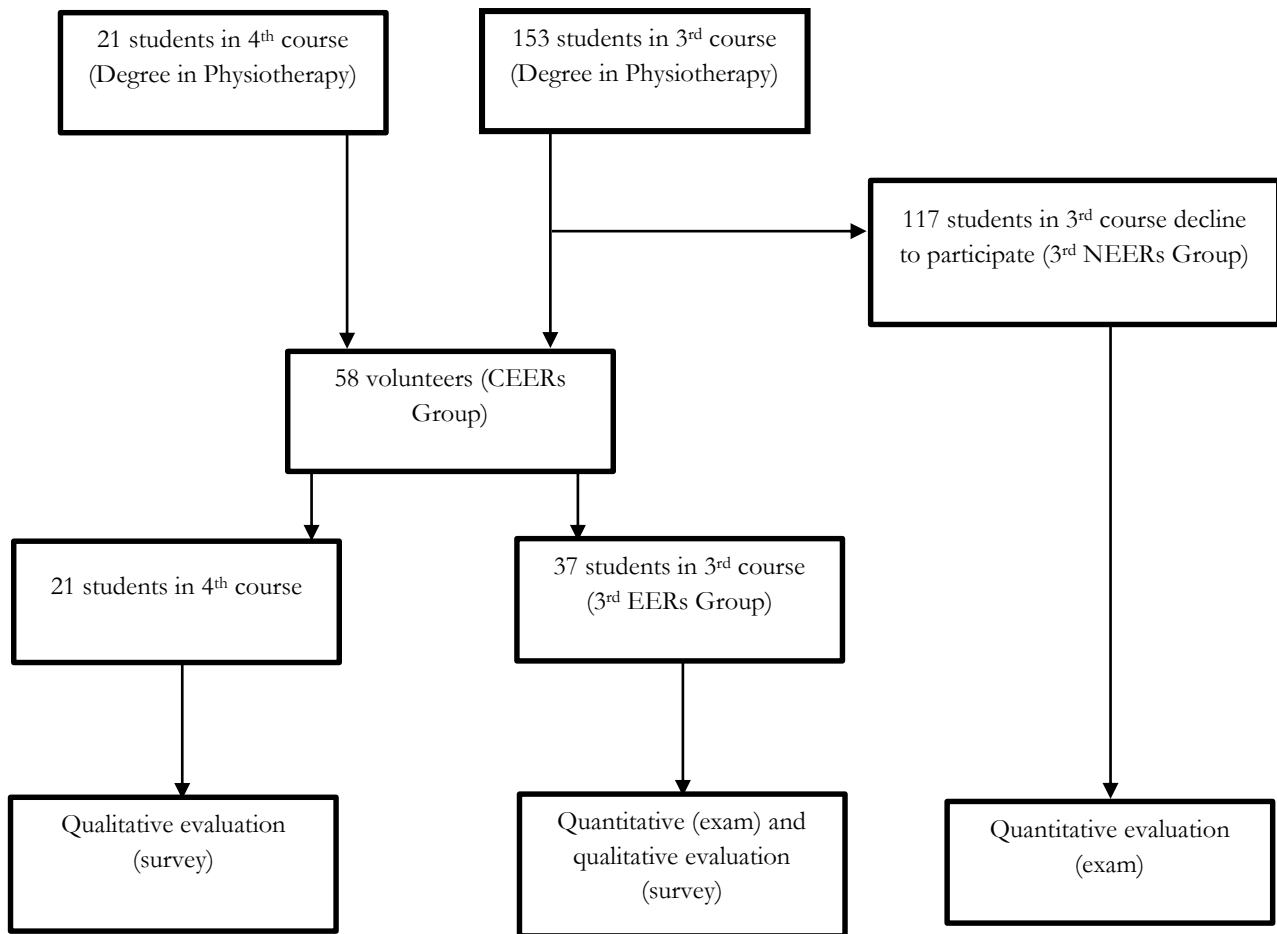 21 students in 4th course
(Degree in Physiotherapy)
153 students in 3rd course
(Degree in Physiotherapy)
117 students in 3rd course decline
to participate (3rd NEERs Group)
58 volunteers (CEERs
Group)
21 students in 4th course
37 students in 3rd course
(3rd EERs Group)
Qualitative evaluation
(survey)
Quantitative (exam) and
qualitative evaluation
(survey)
Quantitative evaluation
(exam)